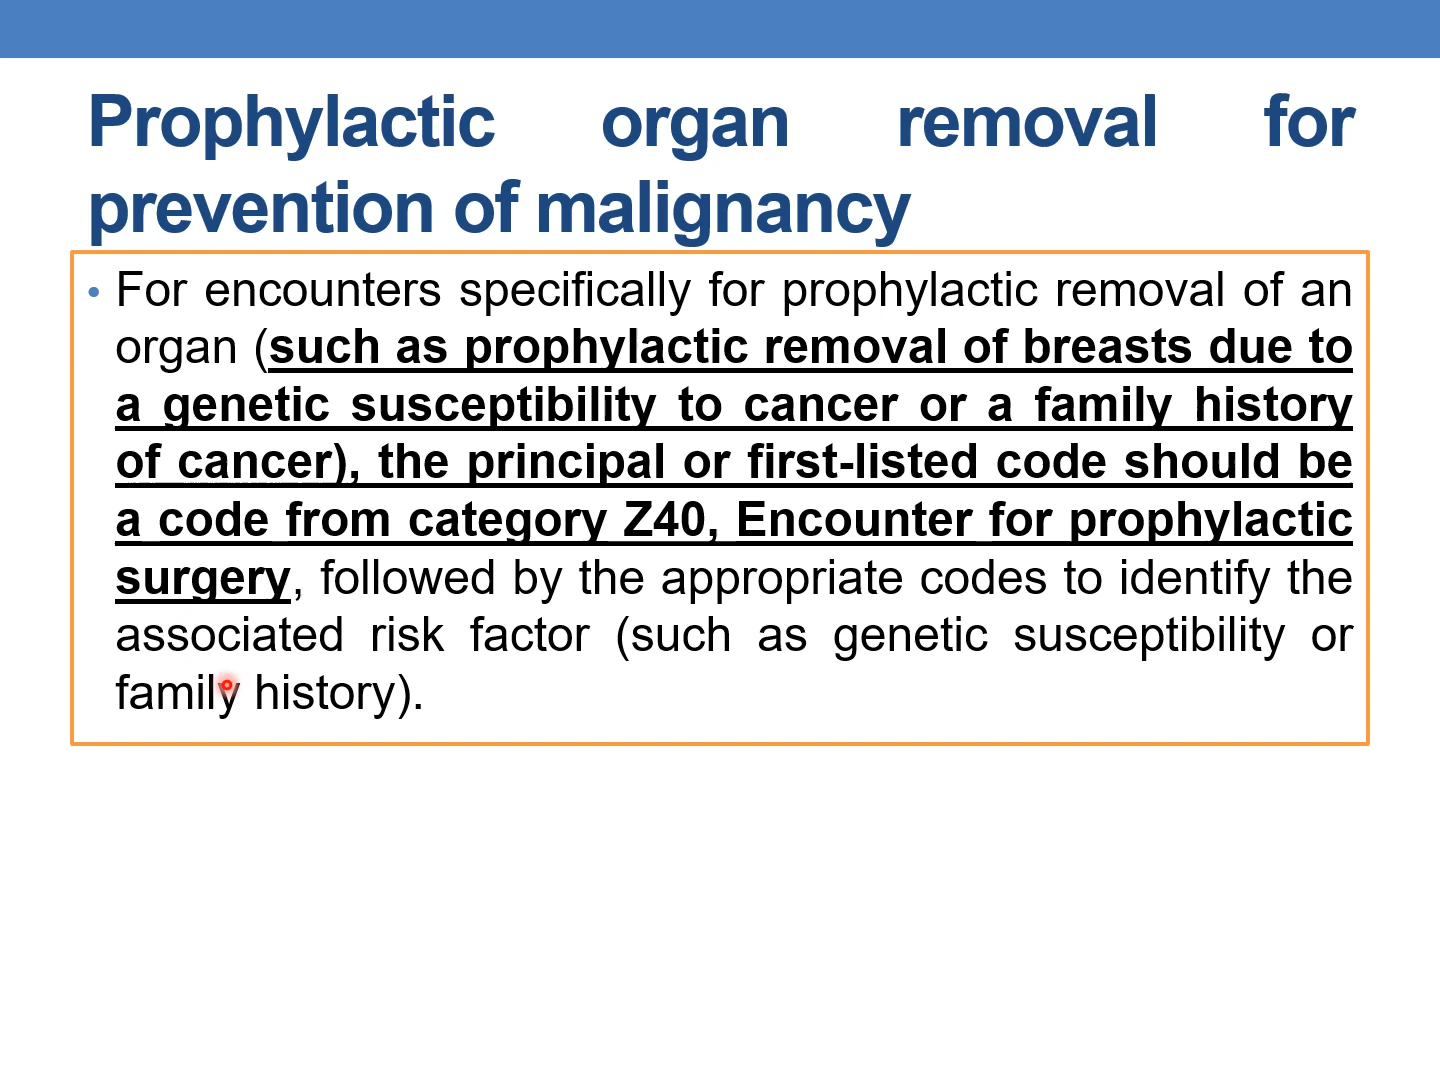 Prophylactic organ removal for
prevention of malignancy
• For encounters specifically for prophylactic removal of an
organ (such as prophylactic removal of breasts due to
a genetic susceptibility to cancer or a family history
of cancer), the principal or first-listed code should be
a code from category Z40, Encounter for prophylactic
surgery, followed by the appropriate codes to identify the
associated risk factor (such as genetic susceptibility or
family history).